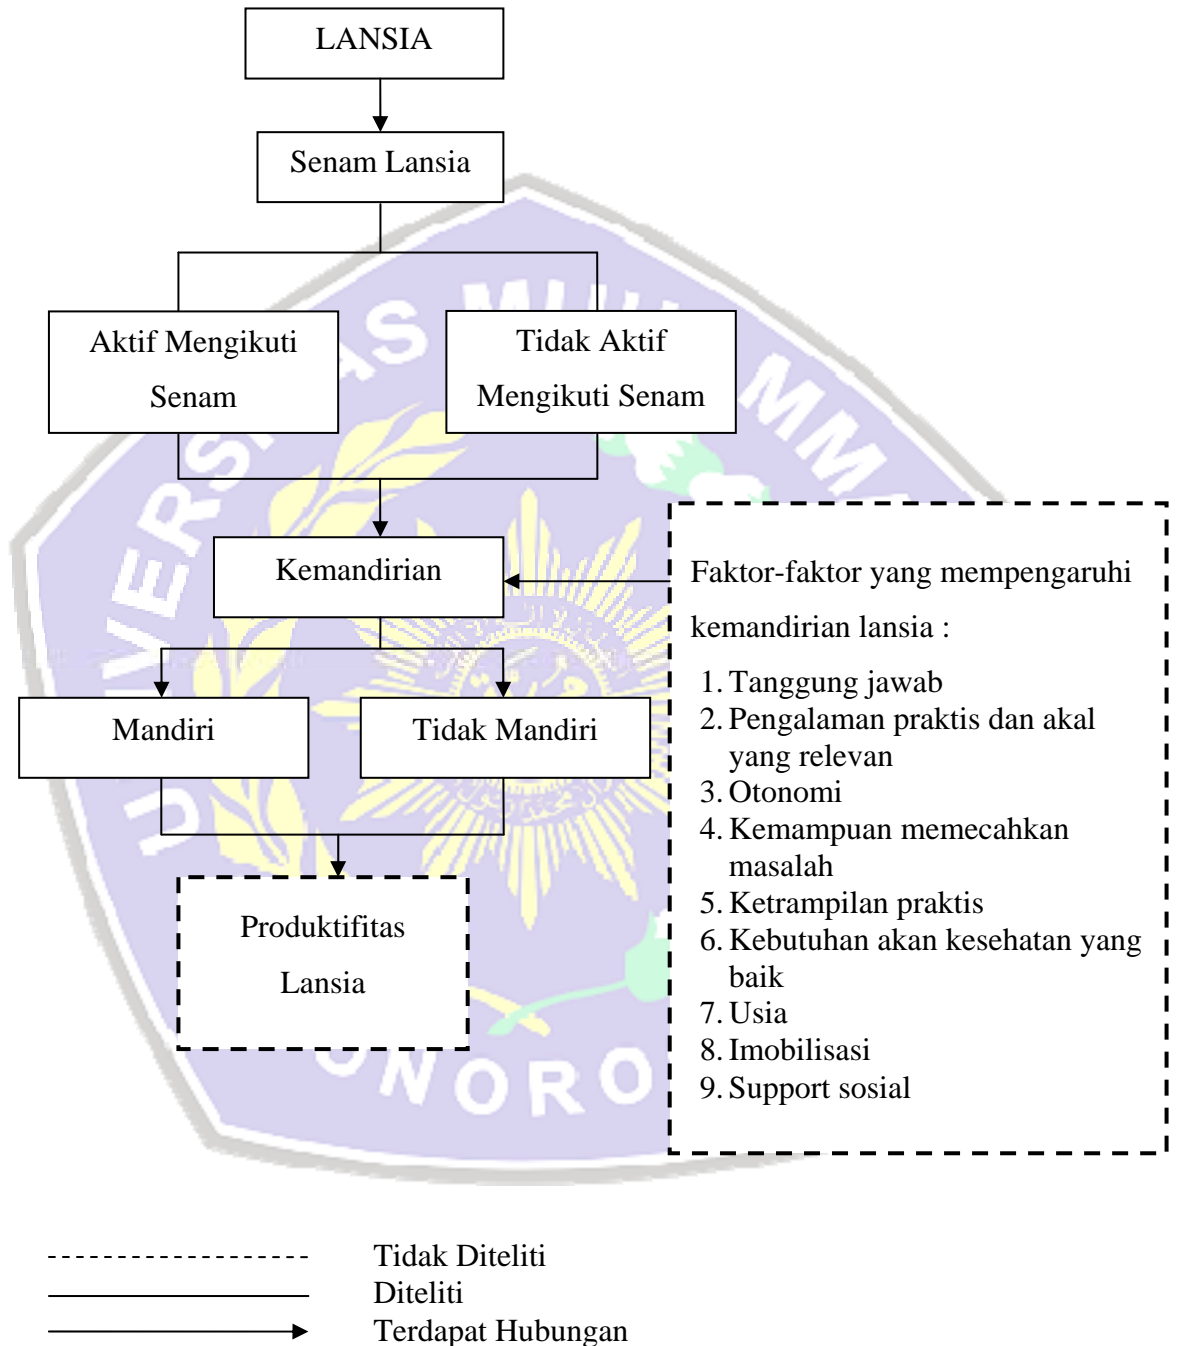 LANSIA
Senam Lansia
Aktif Mengikuti
Senam
Tidak Aktif
Mengikuti Senam
Kemandirian
Mandiri
Tidak Mandiri
Produktifitas
Lansia
Faktor-faktor yang mempengaruhi
kemandirian lansia :
1. Tanggung jawab
2. Pengalaman praktis dan akal
yang relevan
3. Otonomi
4. Kemampuan memecahkan
masalah
5. Ketrampilan praktis
6. Kebutuhan akan kesehatan yang
baik
7. Usia
8. Imobilisasi
9. Support sosial
Tidak Diteliti
Diteliti
Terdapat Hubungan